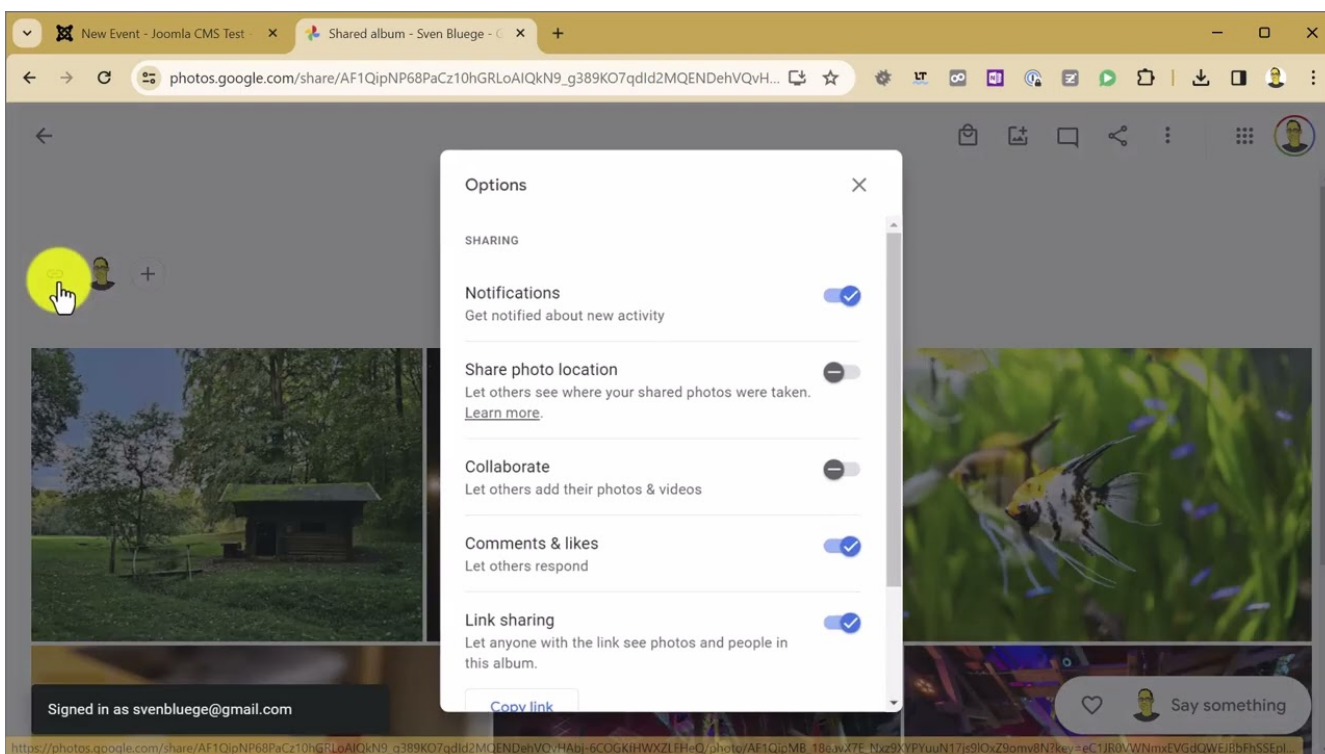 New Event - Joomla CMS Test
Shared album - Sven Bluege -
photos.google.com/share/AF1QipNP68PaCz10hGRLoAIQkN9_g389KO7qdId2MQENDehVQvH...
Options
SHARING
Notifications
Get notified about new activity
Share photo location
Let others see where your shared photos were taken.
Learn more.
Collaborate
Let others add their photos & videos
Comments & likes
Let others respond
Link sharing
Let anyone with the link see photos and people in
this album.
Copy link
Signed in as svenbluege@gmail.com
Say something